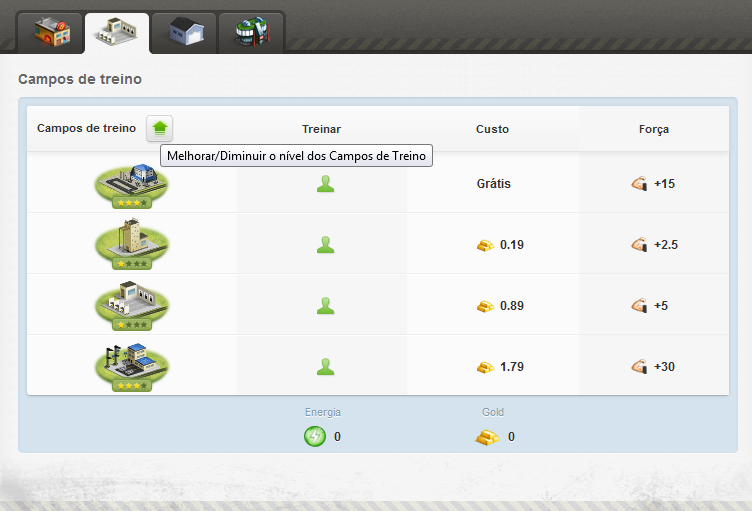 Campos de treino
Campos de treino Treinar Custo Força
Melhorar/Diminuir o nível dos Campos de Treino
Grátis +15
0.19 +2.5
0.89 +5
1.79 +30
Energia Gold
0 0